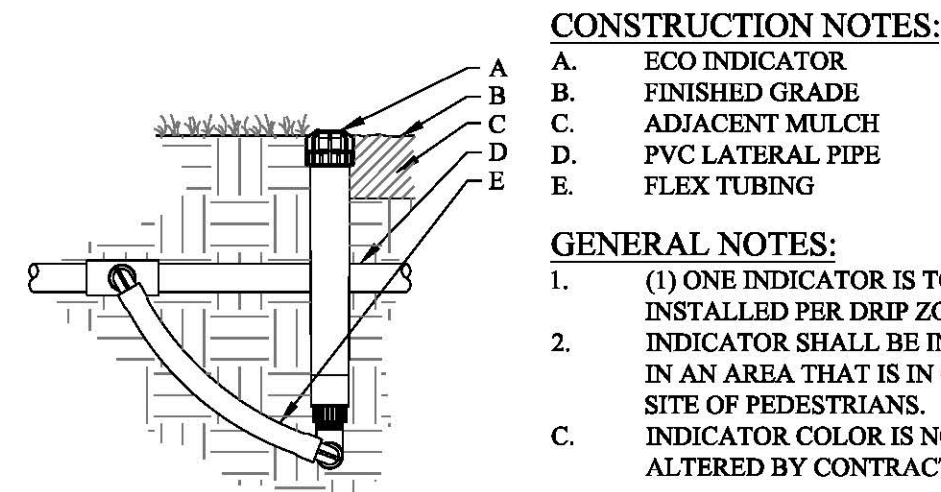 A
B
C
D
E
CONSTRUCTION NOTES:
A. ECO INDICATOR
B. FINISHED GRADE
C. ADJACENT MULCH
D. PVC LATERAL PIPE
E. FLEX TUBING
GENERAL NOTES:
1. (1) ONE INDICATOR IS
INSTALLED PER DRIP
2. INDICATOR SHALL BE
IN AN AREA THAT IS IN
SITE OF PEDESTRIANS.
C. INDICATOR COLOR IS
ALTERED BY